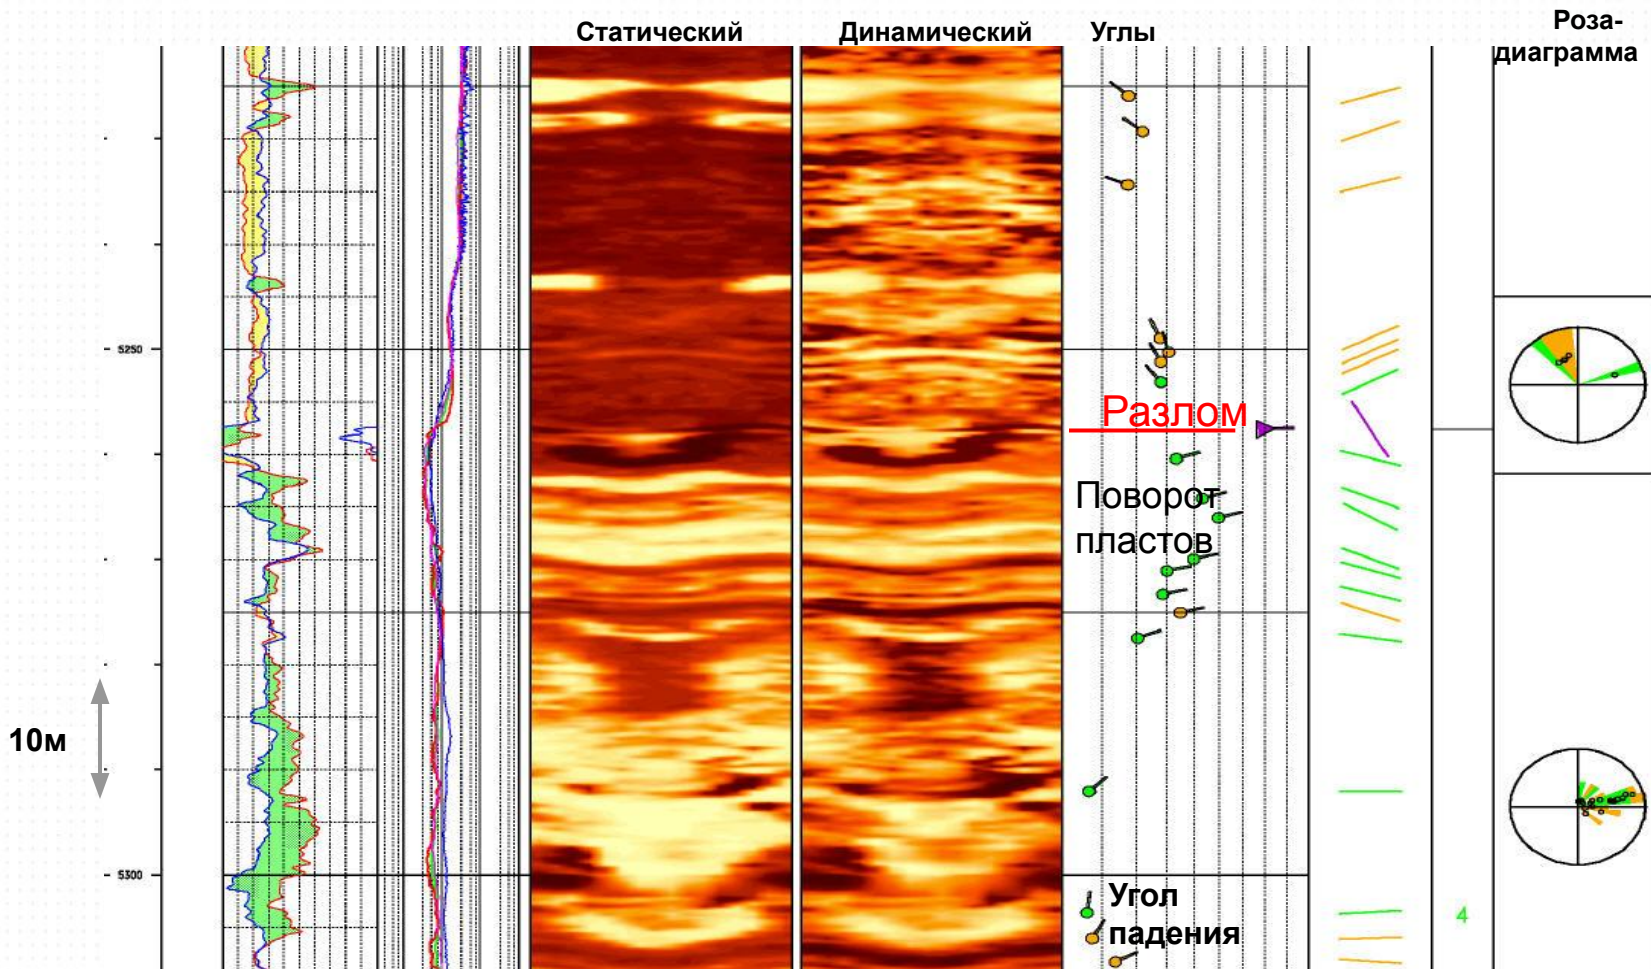 Роза-
диаграмма
Статический
Динамический
Углы
5250
Разлом
Поворот
пластов
10м
5300
Угол
падения
4